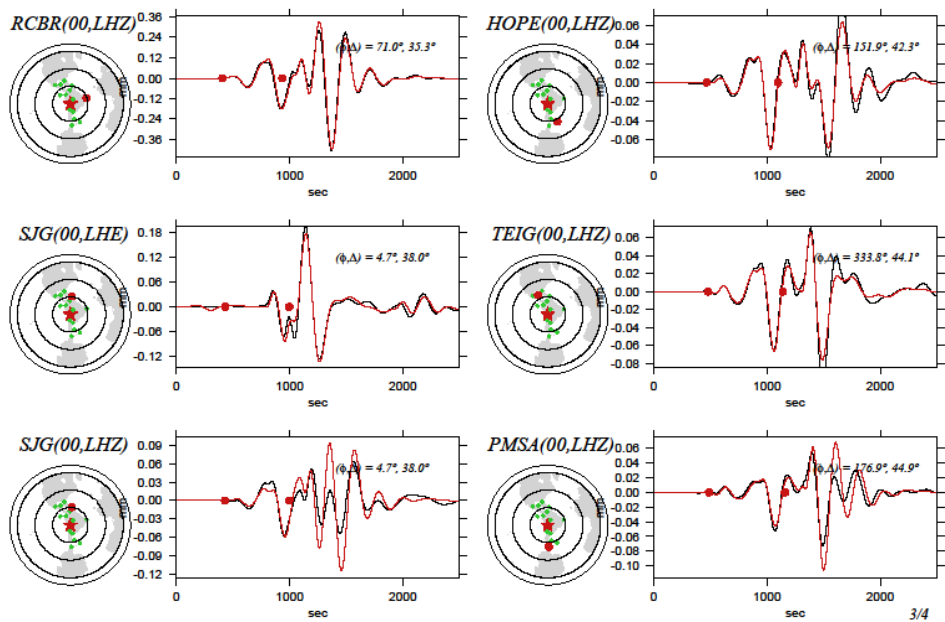 RCBR(00,LHZ)
0.36
0.24
0.12
0.00
-0.12
-0.24
-0.36
(ϕ,Δ) = 71.0°, 35.3°
0 1000 2000
sec
HOPE(00,LHZ)
0.06
0.04
0.02
0.00
-0.02
-0.04
-0.06
(ϕ,Δ) = 151.9°, 42.3°
0 1000 2000
sec
SJG(00,LHE)
0.18
0.12
0.06
0.00
-0.06
-0.12
(ϕ,Δ) = 4.7°, 38.0°
0 1000 2000
sec
TEIG(00,LHZ)
0.06
0.04
0.02
0.00
-0.02
-0.04
-0.06
-0.08
(ϕ,Δ) = 333.8°, 44.1°
0 1000 2000
sec
SJG(00,LHZ)
0.09
0.06
0.03
0.00
-0.03
-0.06
-0.09
-0.12
(ϕ,Δ) = 4.7°, 38.0°
0 1000 2000
sec
PMSA(00,LHZ)
0.06
0.04
0.02
0.00
-0.02
-0.04
-0.06
-0.08
-0.10
(ϕ,Δ) = 176.9°, 44.9°
0 1000 2000
sec
3/4